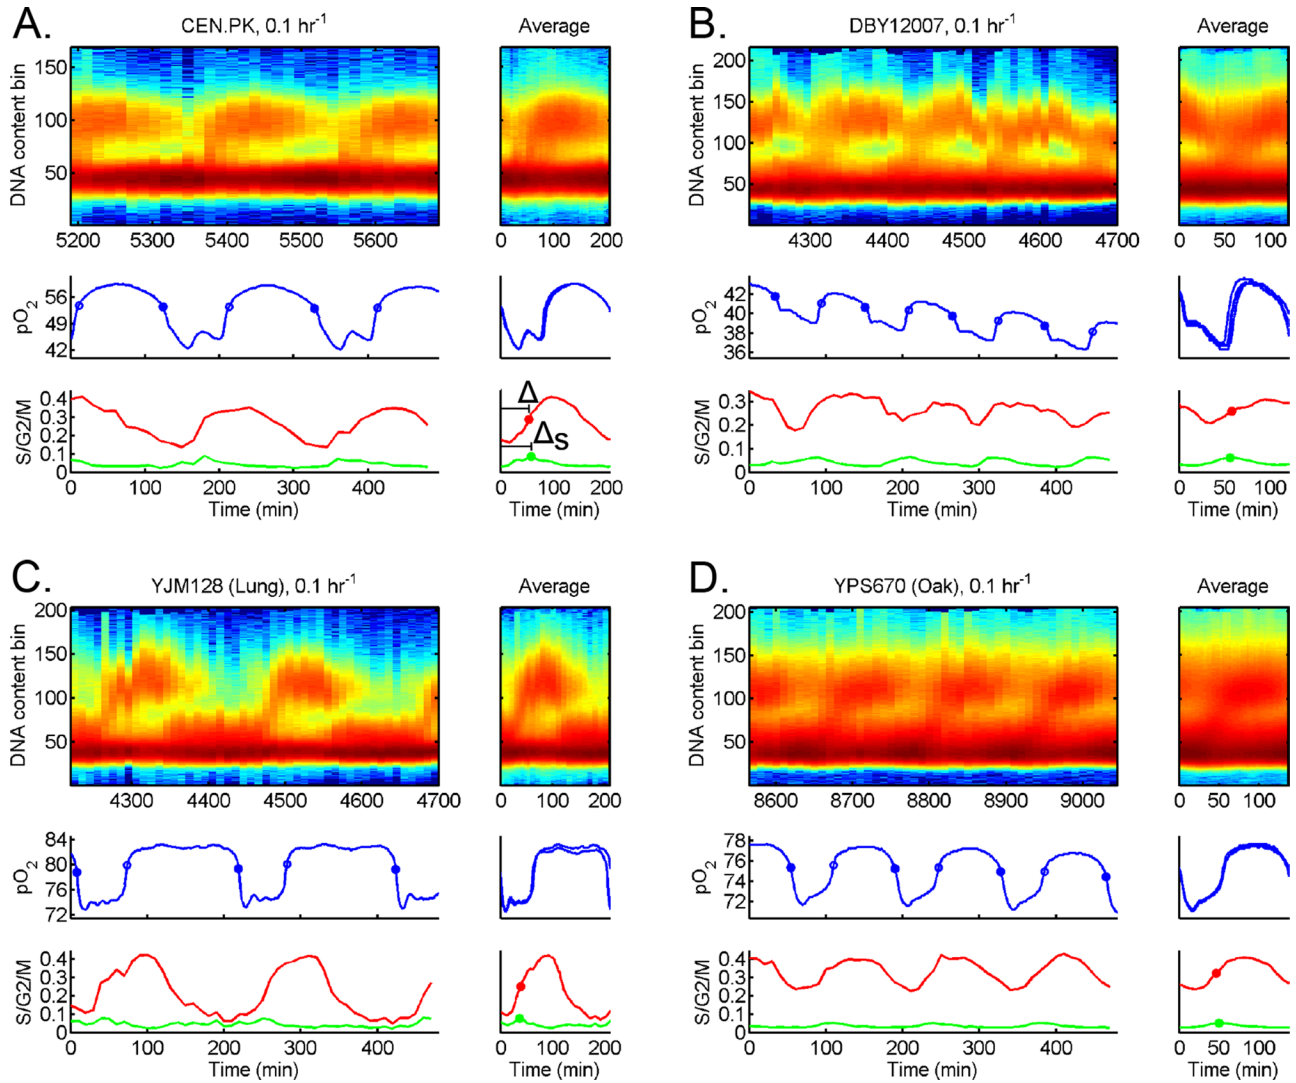 A.
CEN.PK, 0.1 hr⁻¹
Average
DNA content bin
150
100
50
5200 5300 5400 5500 5600
0 100 200
pO₂
56
49
42
S/G2/M
0.4
0.3
0.2
0.1
0
Δ
Δs
0 100 200 300 400
Time (min)
0 100 200
Time (min)
B.
DBY12007, 0.1 hr⁻¹
Average
DNA content bin
200
150
100
50
4300 4400 4500 4600 4700
0 50 100
pO₂
42
40
38
36
S/G2/M
0.3
0.2
0.1
0
0 100 200 300 400
Time (min)
0 50 100
Time (min)
C.
YJM128 (Lung), 0.1 hr⁻¹
Average
DNA content bin
200
150
100
50
4300 4400 4500 4600 4700
0 100 200
pO₂
84
80
76
72
S/G2/M
0.4
0.3
0.2
0.1
0
0 100 200 300 400
Time (min)
0 50 100 150 200
Time (min)
D.
YPS670 (Oak), 0.1 hr⁻¹
Average
DNA content bin
200
150
100
50
8600 8700 8800 8900 9000
0 50 100
pO₂
78
76
74
72
S/G2/M
0.4
0.3
0.2
0.1
0
0 100 200 300 400
Time (min)
0 50 100
Time (min)